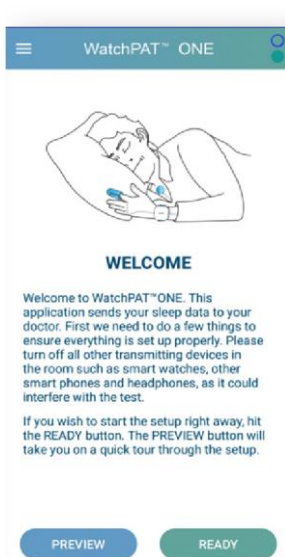 WatchPAT™ ONE
WELCOME
Welcome to WatchPAT™ONE. This
application sends your sleep data to your
doctor. First we need to do a few things to
ensure everything is set up properly. Please
turn off all other transmitting devices in
the room such as smart watches, other
smart phones and headphones, as it could
interfere with the test.
If you wish to start the setup right away, hit
the READY button. The PREVIEW button will
take you on a quick tour through the setup.
PREVIEW READY